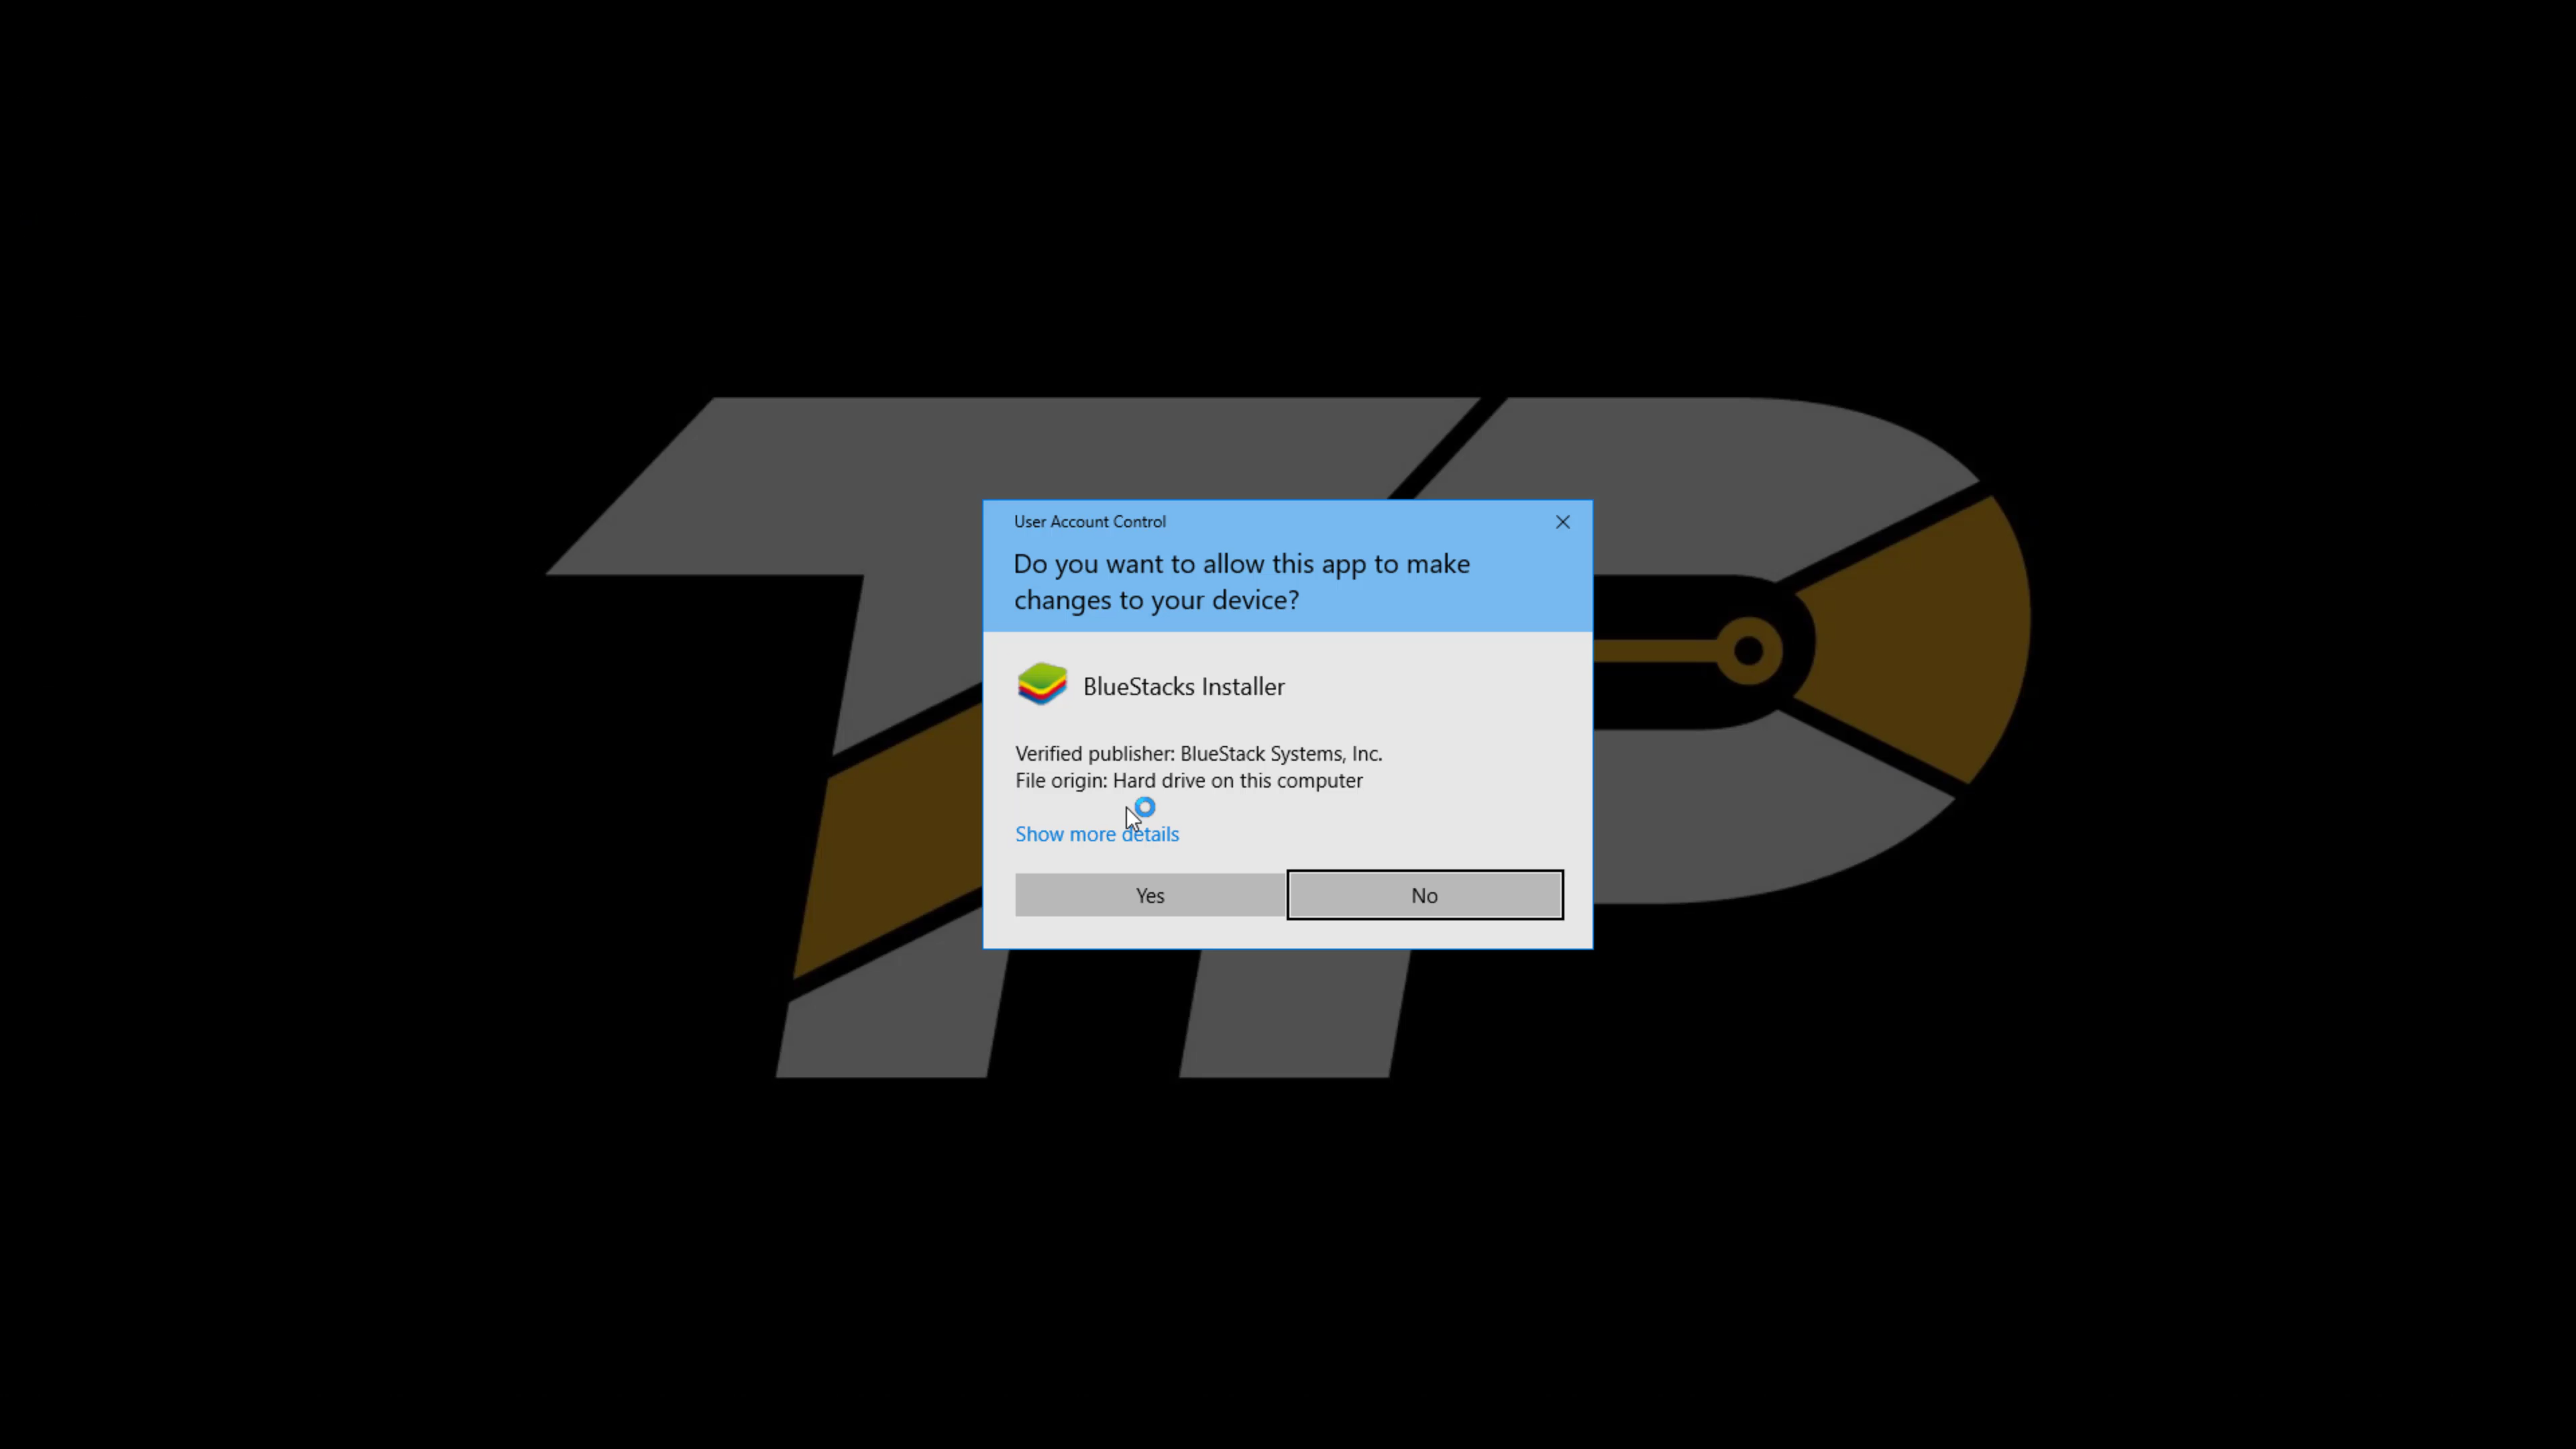 User Account Control
Do you want to allow this app to make
changes to your device?
BlueStacks Installer
Verified publisher: BlueStack Systems, Inc.
File origin: Hard drive on this computer
Show more details
Yes
No